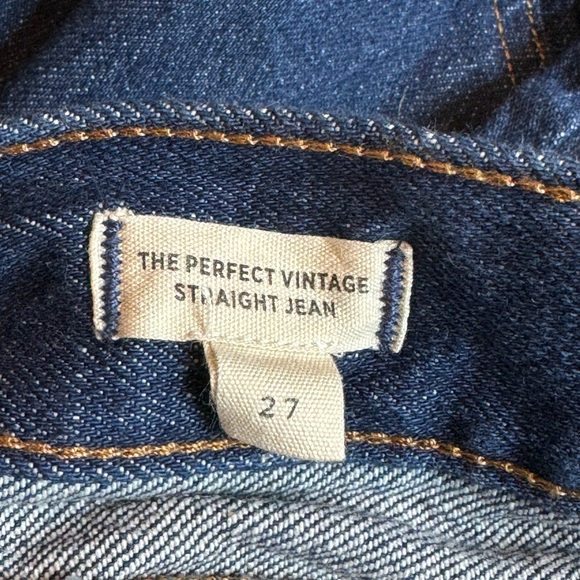 THE PERFECT VINTAGE
STRAIGHT JEAN
27